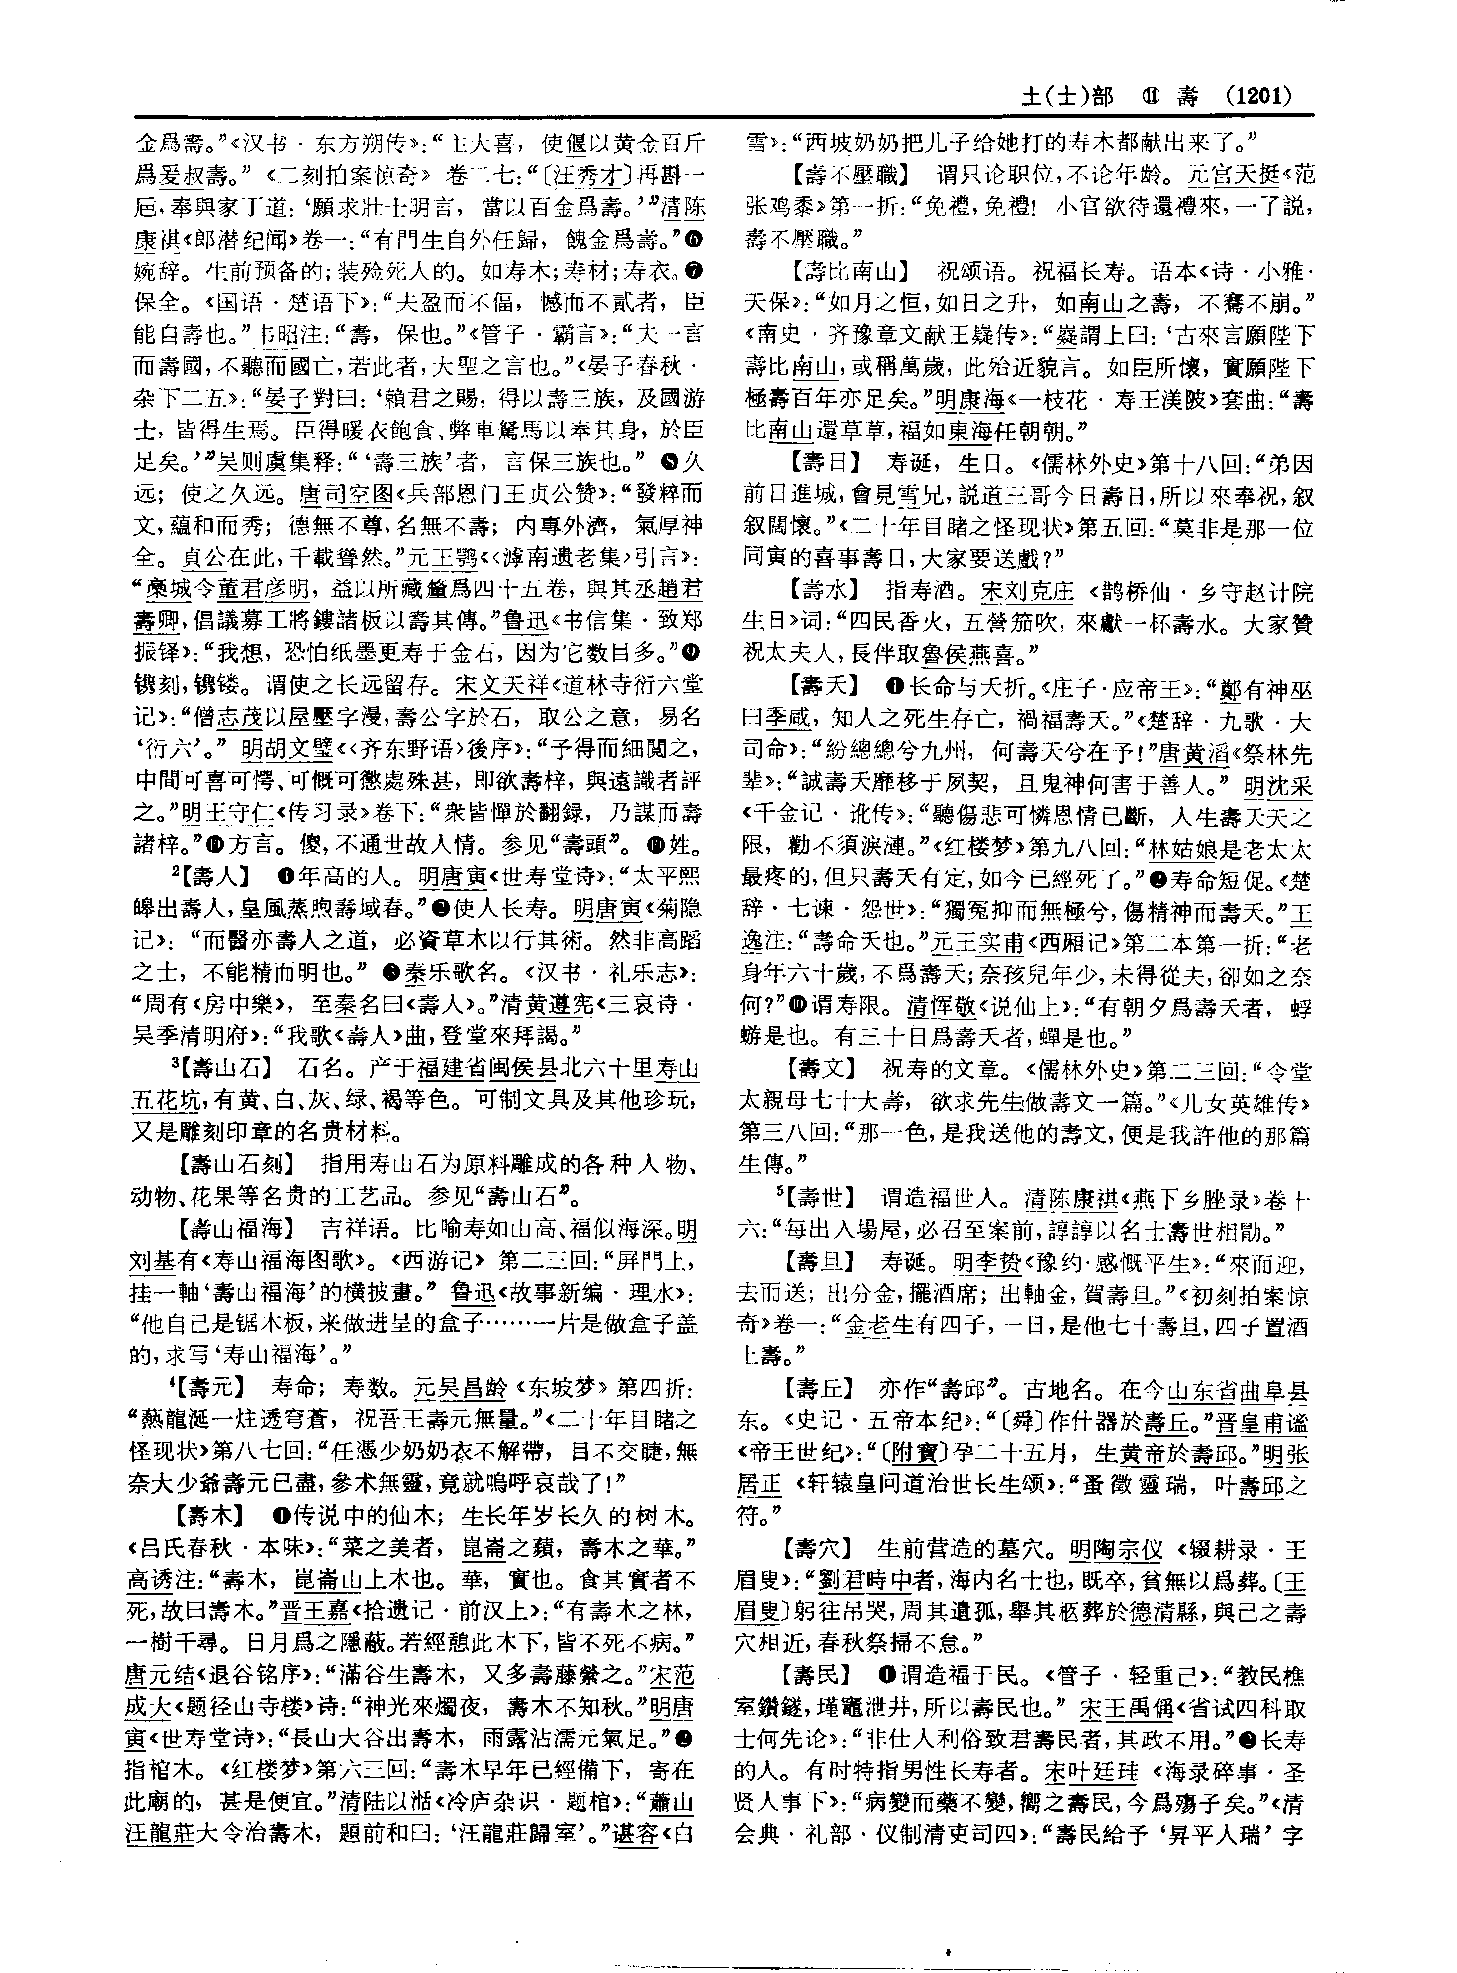 土(士)部 ⑪ 壽 (1201)
金爲壽。”《汉书·东方朔传》：“主大喜，使偃以黄金百斤
爲爰叔壽。”《二刻拍案惊奇》卷二七：“〔汪秀才〕再斟一
卮，奉與家丁道：‘願求壯士明言，當以百金爲壽。’”清陈
康祺《郎潜纪闻》卷一：“有門生自外任歸，餽金爲壽。”❻
婉辞。生前预备的；装殓死人的。如寿木；寿材；寿衣。❼
保全。《国语·楚语下》：“夫盈而不偪，憾而不貳者，臣
能自壽也。”韦昭注：“壽，保也。”《管子·霸言》：“夫一言
而壽國，不聽而國亡，若此者，大聖之言也。”《晏子春秋·
杂下二五》：“晏子對曰：‘賴君之賜，得以壽三族，及國游
士，皆得生焉。臣得暖衣飽食、弊車駑馬以奉其身，於臣
足矣。’”吴则虞集释：“‘壽三族’者，言保三族也。”❽久
远；使之久远。唐司空图《兵部恩门王贞公赞》：“發粹而
文，蘊和而秀；德無不尊，名無不壽；内專外濟，氣厚神
全。貞公在此，千載聳然。”元王鹗《〈滹南遗老集〉引言》：
“藁城令董君彦明，益以所藏釐爲四十五卷，與其丞趙君
壽卿，倡議募工將鏤諸板以壽其傳。”鲁迅《书信集·致郑
振铎》：“我想，恐怕纸墨更寿于金石，因为它数目多。”❾
镌刻，镌镂。谓使之长远留存。宋文天祥《道林寺衍六堂
记》：“僧志茂以屋壓字漫，壽公字於石，取公之意，易名
‘衍六’。”明胡文璧《〈齐东野语〉後序》：“予得而細閲之，
中間可喜可愕、可慨可懲處殊甚，即欲壽梓，與遠識者評
之。”明王守仁《传习录》卷下：“衆皆憚於翻録，乃謀而壽
諸梓。”❿方言。傻，不通世故人情。参见“壽頭”。⓫姓。
²【壽人】 ❶年高的人。明唐寅《世寿堂诗》：“太平熙
皞出壽人，皇風蒸煦壽域春。”❷使人长寿。明唐寅《菊隐
记》：“而醫亦壽人之道，必資草木以行其術。然非高蹈
之士，不能精而明也。”❸秦乐歌名。《汉书·礼乐志》：
“周有《房中樂》，至秦名曰《壽人》。”清黄遵宪《三哀诗·
吴季清明府》：“我歌《壽人》曲，登堂來拜謁。”
³【壽山石】 石名。产于福建省闽侯县北六十里寿山
五花坑，有黄、白、灰、绿、褐等色。可制文具及其他珍玩，
又是雕刻印章的名贵材料。
【壽山石刻】 指用寿山石为原料雕成的各种人物、
动物、花果等名贵的工艺品。参见“壽山石”。
【壽山福海】 吉祥语。比喻寿如山高、福似海深。明
刘基有《寿山福海图歌》。《西游记》第二三回：“屏門上，
挂一軸‘壽山福海’的横披畫。”鲁迅《故事新编·理水》：
“他自己是锯木板，来做进呈的盒子……一片是做盒子盖
的，求写‘寿山福海’。”
⁴【壽元】 寿命；寿数。元吴昌龄《东坡梦》第四折：
“爇龍涎一炷透穹蒼，祝吾王壽元無量。”《二十年目睹之
怪现状》第八七回：“任憑少奶奶衣不解帶，目不交睫，無
奈大少爺壽元已盡，參术無靈，竟就嗚呼哀哉了！”
【壽木】 ❶传说中的仙木；生长年岁长久的树木。
《吕氏春秋·本味》：“菜之美者，崑崙之蘋，壽木之華。”
高诱注：“壽木，崑崙山上木也。華，實也。食其實者不
死，故曰壽木。”晋王嘉《拾遗记·前汉上》：“有壽木之林，
一樹千尋。日月爲之隱蔽。若經憩此木下，皆不死不病。”
唐元结《退谷铭序》：“滿谷生壽木，又多壽藤縈之。”宋范
成大《题径山寺楼》诗：“神光來燭夜，壽木不知秋。”明唐
寅《世寿堂诗》：“長山大谷出壽木，雨露沾濡元氣足。”❷
指棺木。《红楼梦》第六三回：“壽木早年已經備下，寄在
此廟的，甚是便宜。”清陆以湉《冷庐杂识·题棺》：“蕭山
汪龍莊大令治壽木，題前和曰：‘汪龍莊歸室’。”谌容《白
雪》：“西坡奶奶把儿子给她打的寿木都献出来了。”
【壽不壓職】 谓只论职位，不论年龄。元宫天挺《范
张鸡黍》第一折：“免禮，免禮！小官欲待還禮來，一了説，
壽不壓職。”
【壽比南山】 祝颂语。祝福长寿。语本《诗·小雅·
天保》：“如月之恒，如日之升，如南山之壽，不騫不崩。”
《南史·齐豫章文献王嶷传》：“嶷謂上曰：‘古來言願陛下
壽比南山，或稱萬歲，此殆近貌言。如臣所懷，實願陛下
極壽百年亦足矣。”明康海《一枝花·寿王渼陂》套曲：“壽
比南山還草草，福如東海任朝朝。”
【壽日】 寿诞，生日。《儒林外史》第十八回：“弟因
前日進城，會見雪兄，説道三哥今日壽日，所以來奉祝，叙
叙闊懷。”《二十年目睹之怪现状》第五回：“莫非是那一位
同寅的喜事壽日，大家要送戲？”
【壽水】 指寿酒。宋刘克庄《鹊桥仙·乡守赵计院
生日》词：“四民香火，五營笳吹，來獻一杯壽水。大家贊
祝太夫人，長伴取魯侯燕喜。”
【壽夭】 ❶长命与夭折。《庄子·应帝王》：“鄭有神巫
曰季咸，知人之死生存亡，禍福壽夭。”《楚辞·九歌·大
司命》：“紛總總兮九州，何壽夭兮在予！”唐黄滔《祭林先
辈》：“誠壽夭靡移于夙契，且鬼神何害于善人。”明沈采
《千金记·讹传》：“聽傷悲可憐恩情已斷，人生壽夭天之
限，勸不須淚漣。”《红楼梦》第九八回：“林姑娘是老太太
最疼的，但只壽夭有定，如今已經死了。”❷寿命短促。《楚
辞·七谏·怨世》：“獨冤抑而無極兮，傷精神而壽夭。”王
逸注：“壽命夭也。”元王实甫《西厢记》第二本第一折：“老
身年六十歲，不爲壽夭；奈孩兒年少，未得從夫，卻如之奈
何？”❿谓寿限。清恽敬《说仙上》：“有朝夕爲壽夭者，蜉
蝣是也。有三十日爲壽夭者，蟬是也。”
【壽文】 祝寿的文章。《儒林外史》第二三回：“令堂
太親母七十大壽，欲求先生做壽文一篇。”《儿女英雄传》
第三八回：“那一色，是我送他的壽文，便是我許他的那篇
生傳。”
⁵【壽世】 谓造福世人。清陈康祺《燕下乡脞录》卷十
六：“每出入場屋，必召至案前，諄諄以名士壽世相勖。”
【壽旦】 寿诞。明李贽《豫约·感慨平生》：“來而迎，
去而送；出分金，擺酒席；出軸金，賀壽旦。”《初刻拍案惊
奇》卷一：“金老生有四子，一日，是他七十壽旦，四子置酒
上壽。”
【壽丘】 亦作“壽邱”。古地名。在今山东省曲阜县
东。《史记·五帝本纪》：“〔舜〕作什器於壽丘。”晋皇甫谧
《帝王世纪》：“〔附寶〕孕二十五月，生黄帝於壽邱。”明张
居正《轩辕皇问道治世长生颂》：“蚤徵靈瑞，叶壽邱之
符。”
【壽穴】 生前营造的墓穴。明陶宗仪《辍耕录·王
眉叟》：“劉君時中者，海内名士也，既卒，貧無以爲葬。〔王
眉叟〕躬往吊哭，周其遺孤，舉其柩葬於德清縣，與己之壽
穴相近，春秋祭掃不怠。”
【壽民】 ❶谓造福于民。《管子·轻重己》：“教民樵
室鑽鐩，墐竈泄井，所以壽民也。”宋王禹偁《省试四科取
士何先论》：“非仕人利俗致君壽民者，其政不用。”❷长寿
的人。有时特指男性长寿者。宋叶廷珪《海录碎事·圣
贤人事下》：“病變而藥不變，嚮之壽民，今爲殤子矣。”《清
会典·礼部·仪制清吏司四》：“壽民給予‘昇平人瑞’字